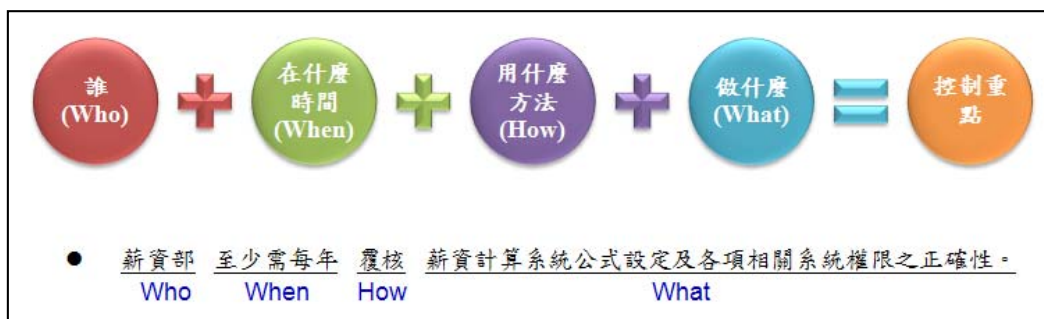 誰
(Who)
在什麼
時間
(When)
用什麼
方法
(How)
做什麼
(What)
控制重
點
● 薪資部 至少需每年 覆核 薪資計算系統公式設定及各項相關系統權限之正確性。
Who When How What